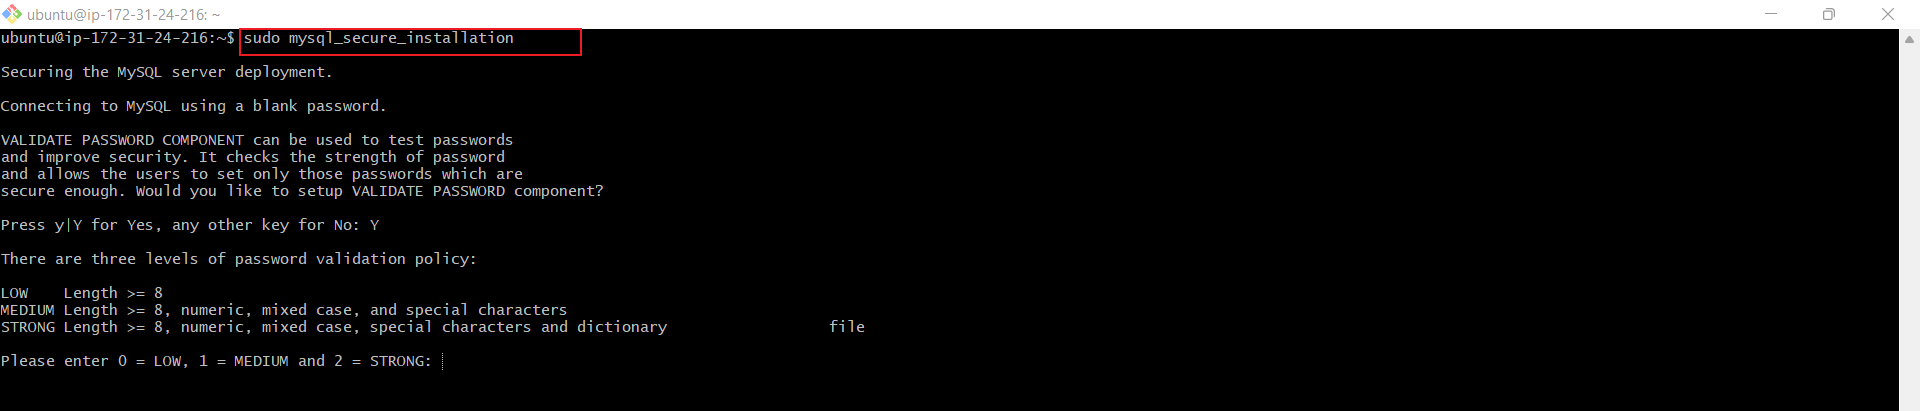 ubuntu@ip-172-31-24-216: ~
ubuntu@ip-172-31-24-216:~$ sudo mysql_secure_installation
Securing the MySQL server deployment.
Connecting to MySQL using a blank password.
VALIDATE PASSWORD COMPONENT can be used to test passwords
and improve security. It checks the strength of password
and allows the users to set only those passwords which are
secure enough. Would you like to setup VALIDATE PASSWORD component?
Press y|Y for Yes, any other key for No: Y
There are three levels of password validation policy:
LOW    Length >= 8
MEDIUM Length >= 8, numeric, mixed case, and special characters
STRONG Length >= 8, numeric, mixed case, special characters and dictionary                  file
Please enter 0 = LOW, 1 = MEDIUM and 2 = STRONG: